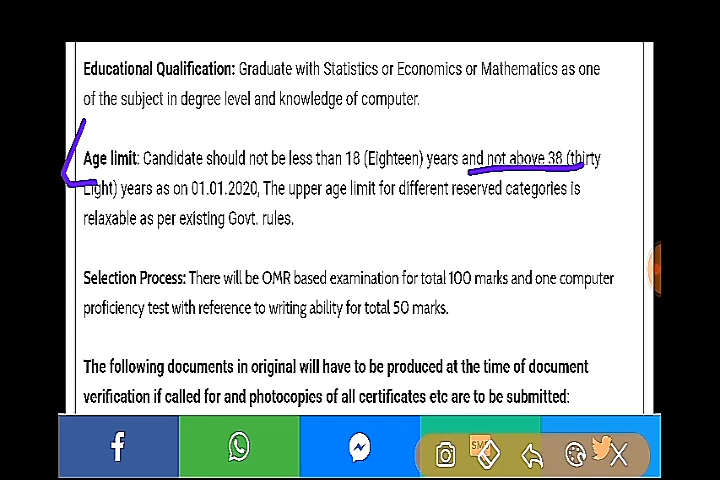 Educational Qualification: Graduate with Statistics or Economics or Mathematics as one
of the subject in degree level and knowledge of computer.
Age limit: Candidate should not be less than 18 (Eighteen) years and not above 38 (thirty
Eight) years as on 01.01.2020, The upper age limit for different reserved categories is
relaxable as per existing Govt. rules.
Selection Process: There will be OMR based examination for total 100 marks and one computer
proficiency test with reference to writing ability for total 50 marks.
The following documents in original will have to be produced at the time of document
verification if called for and photocopies of all certificates etc are to be submitted:
SMS